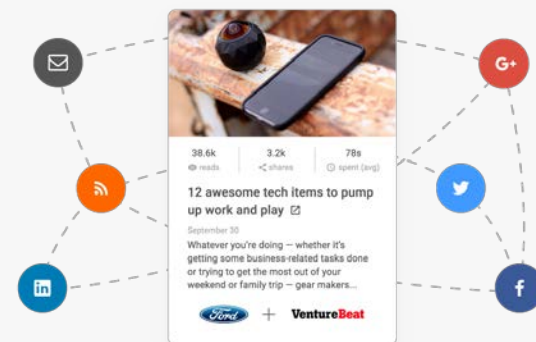 38.6k
3.2k
78s
reads
shares
spent (avg)
12 awesome tech items to pump
up work and play
September 30
Whatever you're doing — whether it's
getting some business-related tasks done
or trying to get the most out of your
weekend or family trip — gear makers...
Ford + VentureBeat
G+
in
f